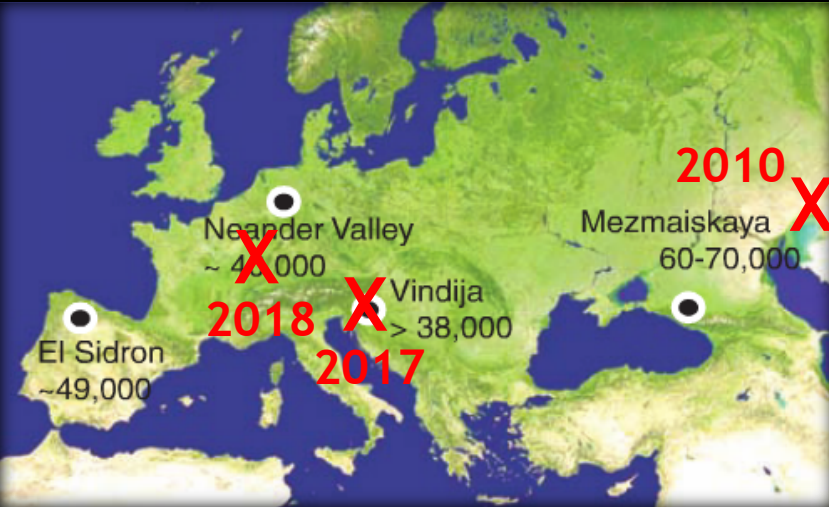 2010
X
Mezmaiskaya
60-70,000
Neander Valley
~ 40,000
X
2018
Vindija
> 38,000
X
2017
El Sidron
~49,000